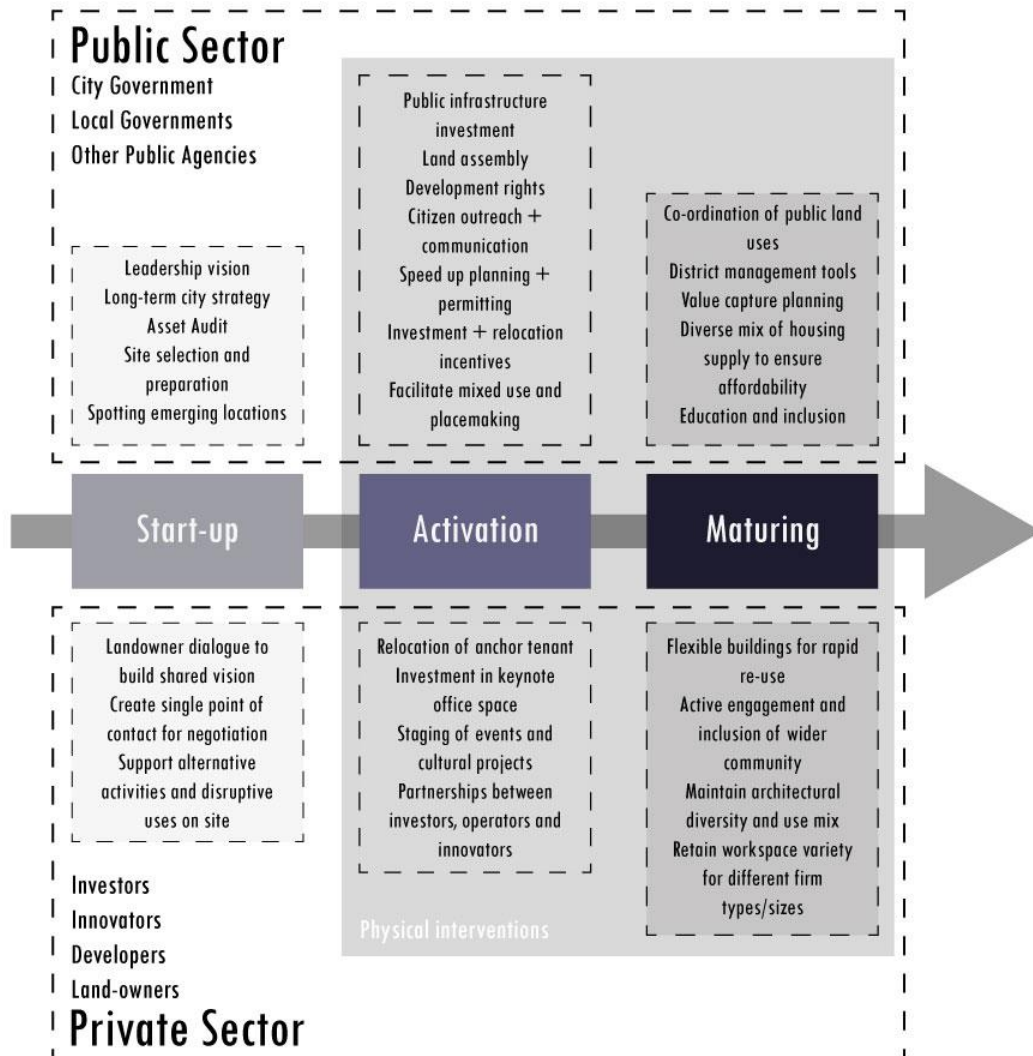 Public Sector
City Government
Local Governments
Other Public Agencies
Leadership vision
Long-term city strategy
Asset Audit
Site selection and
preparation
Spotting emerging locations
Public infrastructure
investment
Land assembly
Development rights
Citizen outreach +
communication
Speed up planning +
permitting
Investment + relocation
incentives
Facilitate mixed use and
placemaking
Co-ordination of public land
uses
District management tools
Value capture planning
Diverse mix of housing
supply to ensure
affordability
Education and inclusion
Start-up
Activation
Maturing
Landowner dialogue to
build shared vision
Create single point of
contact for negotiation
Support alternative
activities and disruptive
uses on site
Relocation of anchor tenant
Investment in keynote
office space
Staging of events and
cultural projects
Partnerships between
investors, operators and
innovators
Flexible buildings for rapid
re-use
Active engagement and
inclusion of wider
community
Maintain architectural
diversity and use mix
Retain workspace variety
for different firm
types/sizes
Physical interventions
Investors
Innovators
Developers
Land-owners
Private Sector